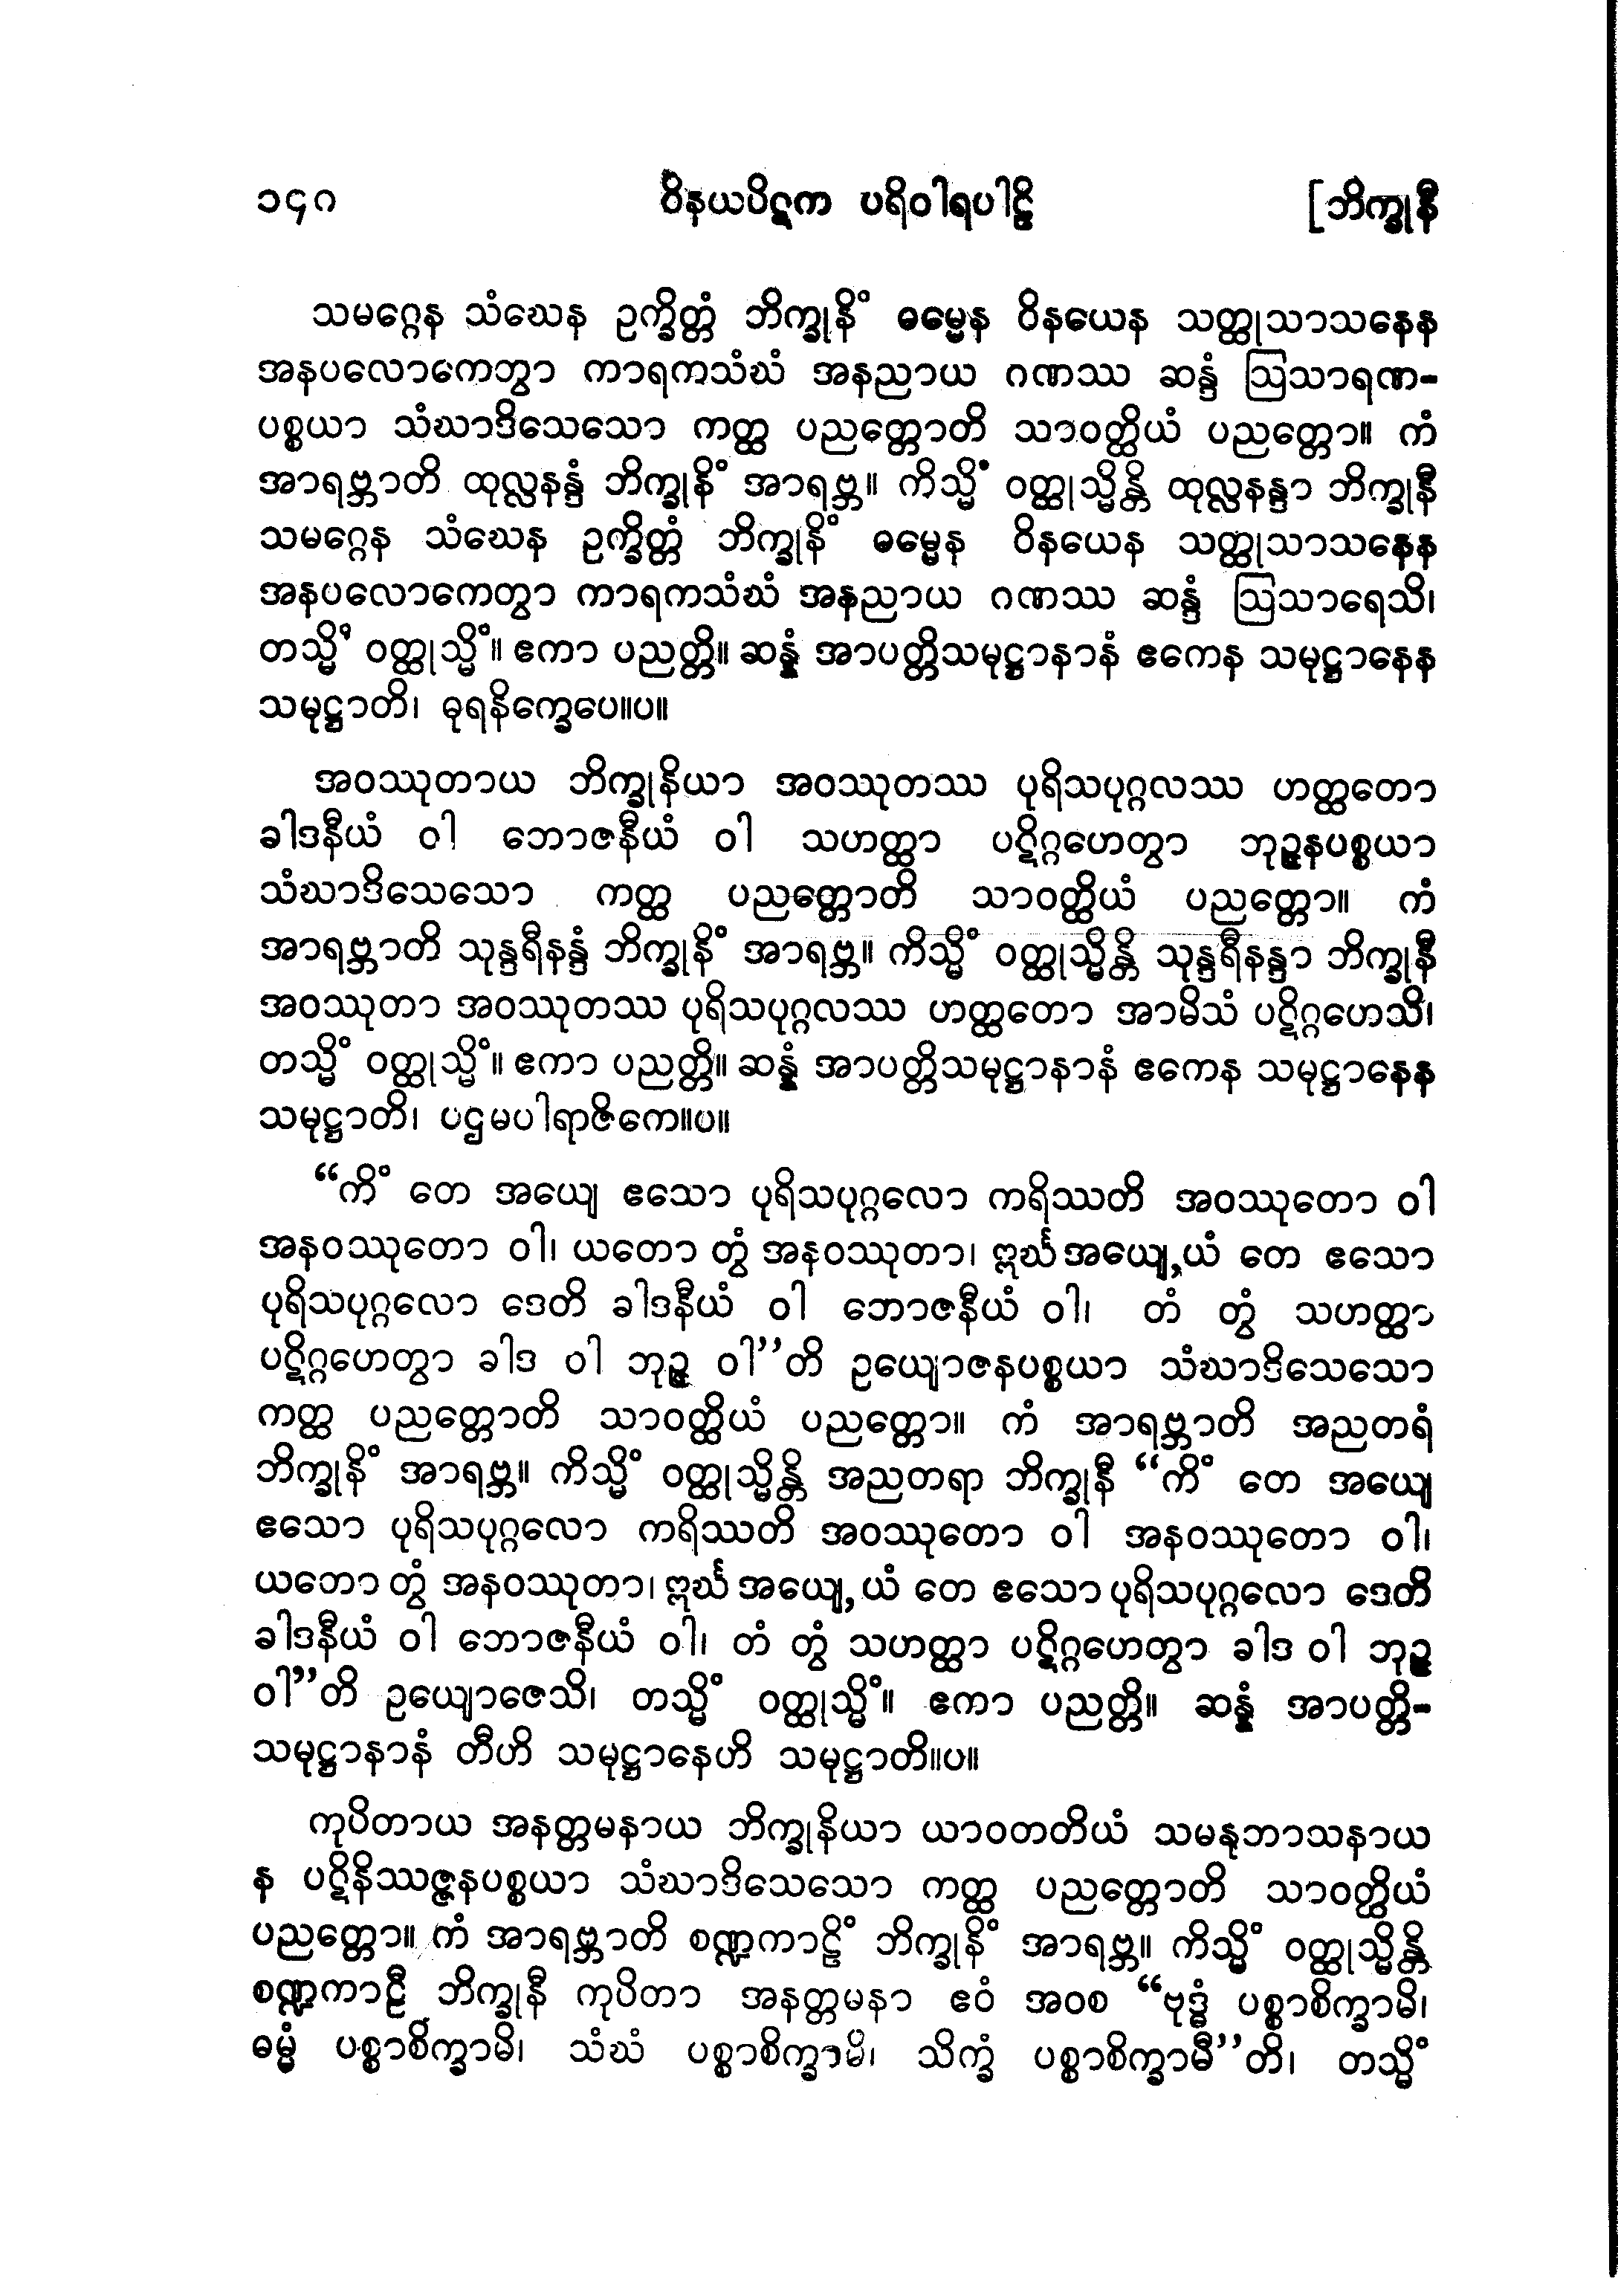 ၁၄ဂ ဝိနယပိဋက ပရိဝါရပါဠိ [ဘိက္ခုနီ
သမဂ္ဂေန သံဃေန ဥက္ခိတ္တံ ဘိက္ခုနိံ ဓမ္မေန ဝိနယေန သတ္ထုသာသနေန
အနပလောကေတွာ ကာရကသံဃံ အနညာယ ဂဏဿ ဆန္ဒံ ဩသာရဏ-
ပစ္စယာ သံဃာဒိသေသော ကတ္ထ ပညတ္တောတိ သာဝတ္ထိယံ ပညတ္တော။ ကံ
အာရဗ္ဘာတိ ထုလ္လနန္ဒံ ဘိက္ခုနိံ အာရဗ္ဘ။ ကိသ္မိံ ဝတ္ထုသ္မိန္တိ ထုလ္လနန္ဒာ ဘိက္ခုနီ
သမဂ္ဂေန သံဃေန ဥက္ခိတ္တံ ဘိက္ခုနိံ ဓမ္မေန ဝိနယေန သတ္ထုသာသနေန
အနပလောကေတွာ ကာရကသံဃံ အနညာယ ဂဏဿ ဆန္ဒံ ဩသာရေသိ၊
တသ္မိံ ဝတ္ထုသ္မိံ။ ဧကာ ပညတ္တိ။ ဆန္နံ အာပတ္တိသမုဋ္ဌာနာနံ ဧကေန သမုဋ္ဌာနေန
သမုဋ္ဌာတိ၊ ဓုရနိက္ခေပေ။ပ။
အဝဿုတာယ ဘိက္ခုနိယာ အဝဿုတဿ ပုရိသပုဂ္ဂလဿ ဟတ္ထတော
ခါဒနီယံ ဝါ ဘောဇနီယံ ဝါ သဟတ္ထာ ပဋိဂ္ဂဟေတွာ ဘုဉ္ဇနပစ္စယာ
သံဃာဒိသေသော ကတ္ထ ပညတ္တောတိ သာဝတ္ထိယံ ပညတ္တော။ ကံ
အာရဗ္ဘာတိ သုန္ဒရီနန္ဒံ ဘိက္ခုနိံ အာရဗ္ဘ။ ကိသ္မိံ ဝတ္ထုသ္မိန္တိ သုန္ဒရီနန္ဒာ ဘိက္ခုနီ
အဝဿုတာ အဝဿုတဿ ပုရိသပုဂ္ဂလဿ ဟတ္ထတော အာမိသံ ပဋိဂ္ဂဟေသိ၊
တသ္မိံ ဝတ္ထုသ္မိံ။ ဧကာ ပညတ္တိ။ ဆန္နံ အာပတ္တိသမုဋ္ဌာနာနံ ဧကေန သမုဋ္ဌာနေန
သမုဋ္ဌာတိ၊ ပဌမပါရာဇိကေ။ပ။
“ကိံ တေ အယျေ ဧသော ပုရိသပုဂ္ဂလော ကရိဿတိ အဝဿုတော ဝါ
အနဝဿုတော ဝါ၊ ယတော တွံ အနဝဿုတာ၊ ဣင်္ဃ အယျေ,ယံ တေ ဧသော
ပုရိသပုဂ္ဂလော ဒေတိ ခါဒနီယံ ဝါ ဘောဇနီယံ ဝါ၊ တံ တွံ သဟတ္ထာ
ပဋိဂ္ဂဟေတွာ ခါဒ ဝါ ဘုဉ္ဇ ဝါ”တိ ဥယျောဇနပစ္စယာ သံဃာဒိသေသော
ကတ္ထ ပညတ္တောတိ သာဝတ္ထိယံ ပညတ္တော။ ကံ အာရဗ္ဘာတိ အညတရံ
ဘိက္ခုနိံ အာရဗ္ဘ။ ကိသ္မိံ ဝတ္ထုသ္မိန္တိ အညတရာ ဘိက္ခုနီ “ကိံ တေ အယျေ
ဧသော ပုရိသပုဂ္ဂလော ကရိဿတိ အဝဿုတော ဝါ အနဝဿုတော ဝါ၊
ယတော တွံ အနဝဿုတာ၊ ဣင်္ဃ အယျေ,ယံ တေ ဧသော ပုရိသပုဂ္ဂလော ဒေတိ
ခါဒနီယံ ဝါ ဘောဇနီယံ ဝါ၊ တံ တွံ သဟတ္ထာ ပဋိဂ္ဂဟေတွာ ခါဒ ဝါ ဘုဉ္ဇ
ဝါ”တိ ဥယျောဇေသိ၊ တသ္မိံ ဝတ္ထုသ္မိံ။ ဧကာ ပညတ္တိ။ ဆန္နံ အာပတ္တိ-
သမုဋ္ဌာနာနံ တီဟိ သမုဋ္ဌာနေဟိ သမုဋ္ဌာတိ။ပ။
ကုပိတာယ အနတ္တမနာယ ဘိက္ခုနိယာ ယာဝတတိယံ သမနုဘာသနာယ
န ပဋိနိဿဇ္ဇနပစ္စယာ သံဃာဒိသေသော ကတ္ထ ပညတ္တောတိ သာဝတ္ထိယံ
ပညတ္တော။ ကံ အာရဗ္ဘာတိ စဏ္ဍကာဠိံ ဘိက္ခုနိံ အာရဗ္ဘ။ ကိသ္မိံ ဝတ္ထုသ္မိန္တိ
စဏ္ဍကာဠီ ဘိက္ခုနီ ကုပိတာ အနတ္တမနာ ဧဝံ အဝစ “ဗုဒ္ဓံ ပစ္စာစိက္ခာမိ၊
ဓမ္မံ ပစ္စာစိက္ခာမိ၊ သံဃံ ပစ္စာစိက္ခာမိ၊ သိက္ခံ ပစ္စာစိက္ခာမီ”တိ၊ တသ္မိံ